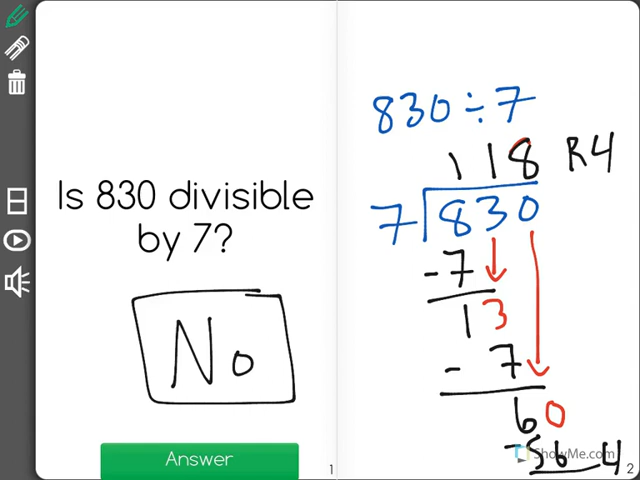 Is 830 divisible
by 7?
No
Answer
1
830 ÷ 7
118 R4
7 830
-7
13
- 7
60
-56 4
ShowMe.com
2